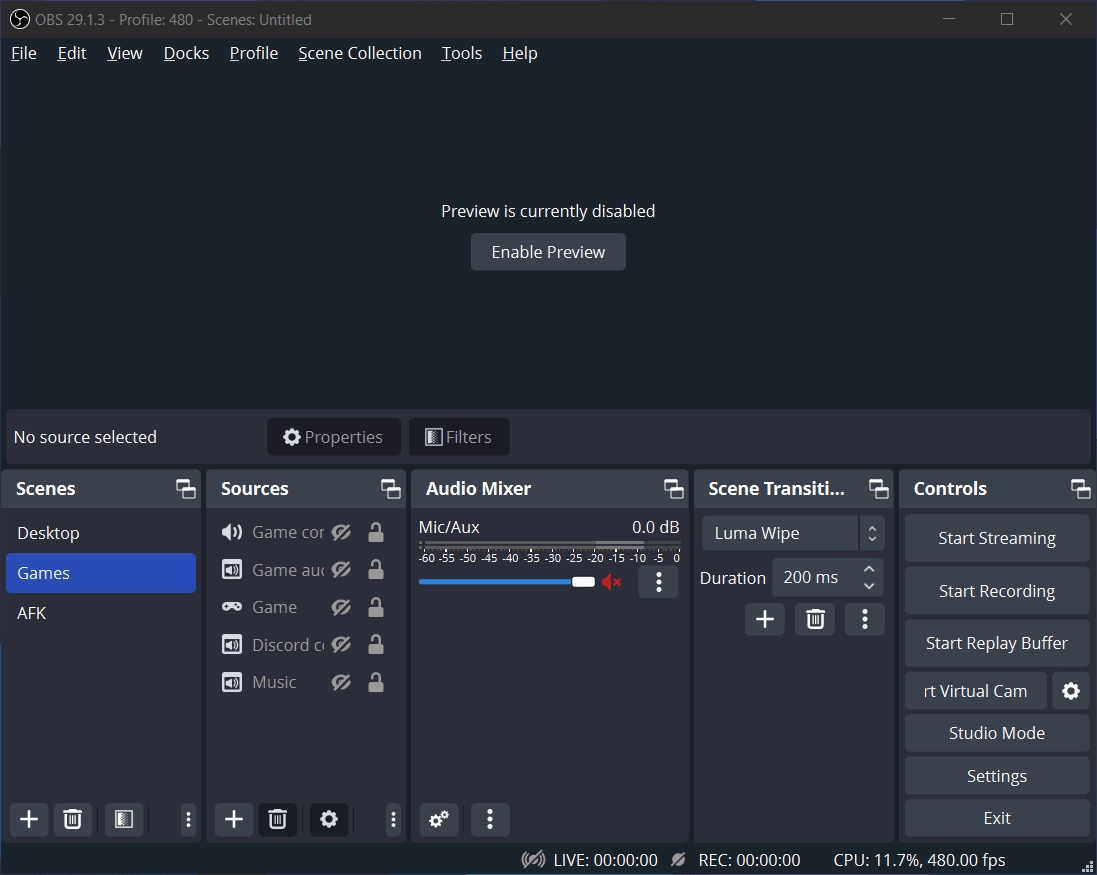 OBS 29.1.3 - Profile: 480 - Scenes: Untitled
File Edit View Docks Profile Scene Collection Tools Help
Preview is currently disabled
Enable Preview
No source selected Properties Filters
Scenes
Desktop
Games
AFK
Sources
Game cor
Game aud
Game
Discord co
Music
Audio Mixer
Mic/Aux 0.0 dB
-60 -55 -50 -45 -40 -35 -30 -25 -20 -15 -10 -5 0
Scene Transiti...
Luma Wipe
Duration 200 ms
Controls
Start Streaming
Start Recording
Start Replay Buffer
rt Virtual Cam
Studio Mode
Settings
Exit
LIVE: 00:00:00 REC: 00:00:00 CPU: 11.7%, 480.00 fps